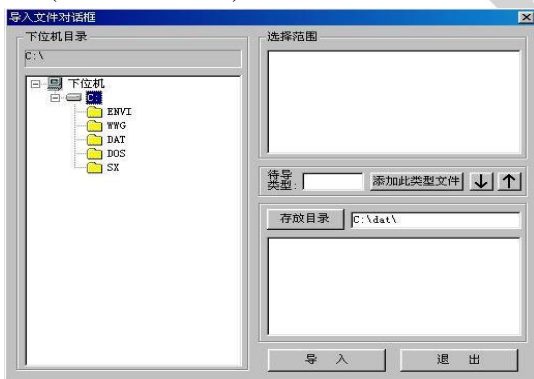 导入文件对话框
下位机目录
C:\
下位机
C:
ENVI
WWG
DAT
DOS
SX
选择范围
待导
类型:
添加此类型文件
↓ ↑
存放目录 C:\dat\
导 入
退 出